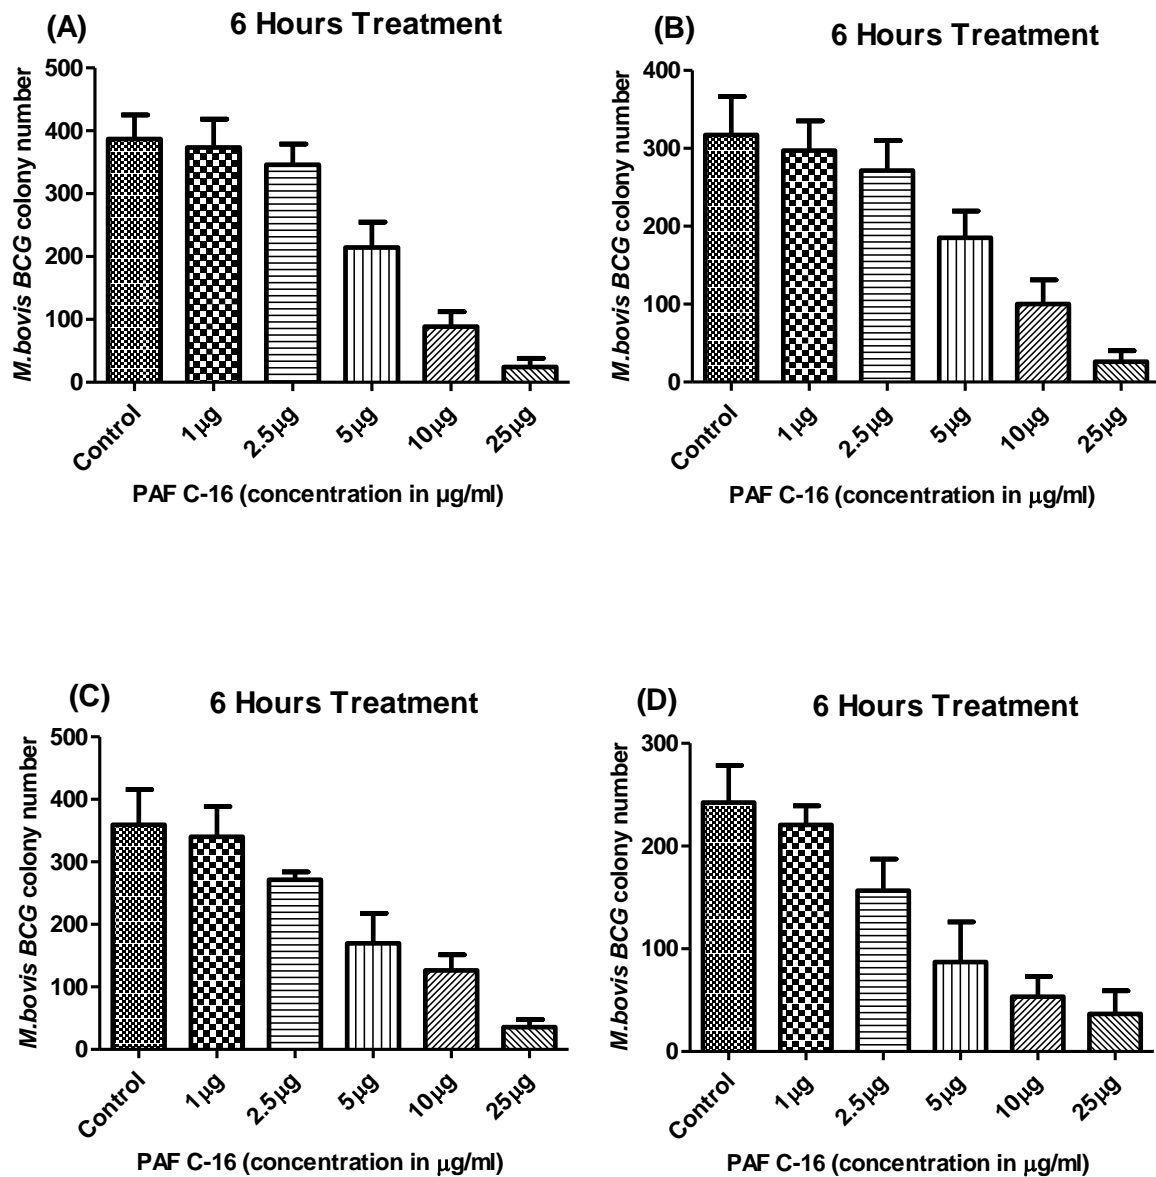 (A)
6 Hours Treatment
M.bovis BCG colony number
500
400
300
200
100
0
Control
1µg
2.5µg
5µg
10µg
25µg
PAF C-16 (concentration in µg/ml)
(B)
6 Hours Treatment
M.bovis BCG colony number
400
300
200
100
0
Control
1µg
2.5µg
5µg
10µg
25µg
PAF C-16 (concentration in µg/ml)
(C)
6 Hours Treatment
M.bovis BCG colony number
500
400
300
200
100
0
Control
1µg
2.5µg
5µg
10µg
25µg
PAF C-16 (concentration in µg/ml)
(D)
6 Hours Treatment
M.bovis BCG colony number
300
200
100
0
Control
1µg
2.5µg
5µg
10µg
25µg
PAF C-16 (concentration in µg/ml)